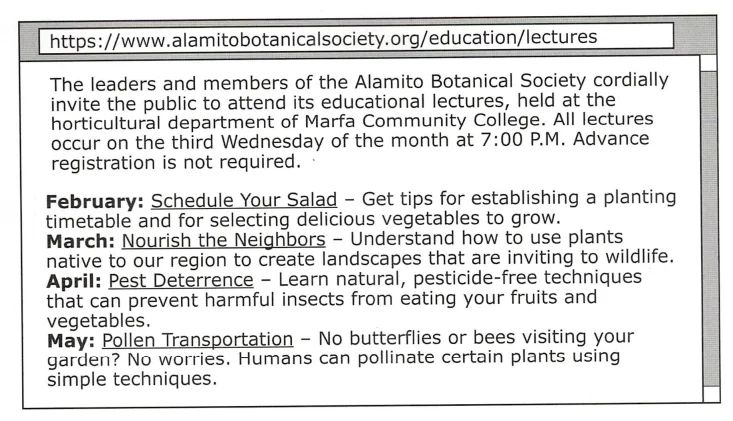 https://www.alamitobotanicalsociety.org/education/lectures
The leaders and members of the Alamito Botanical Society cordially
invite the public to attend its educational lectures, held at the
horticultural department of Marfa Community College. All lectures
occur on the third Wednesday of the month at 7:00 P.M. Advance
registration is not required.
February: Schedule Your Salad – Get tips for establishing a planting
timetable and for selecting delicious vegetables to grow.
March: Nourish the Neighbors – Understand how to use plants
native to our region to create landscapes that are inviting to wildlife.
April: Pest Deterrence – Learn natural, pesticide-free techniques
that can prevent harmful insects from eating your fruits and
vegetables.
May: Pollen Transportation – No butterflies or bees visiting your
garden? No worries. Humans can pollinate certain plants using
simple techniques.